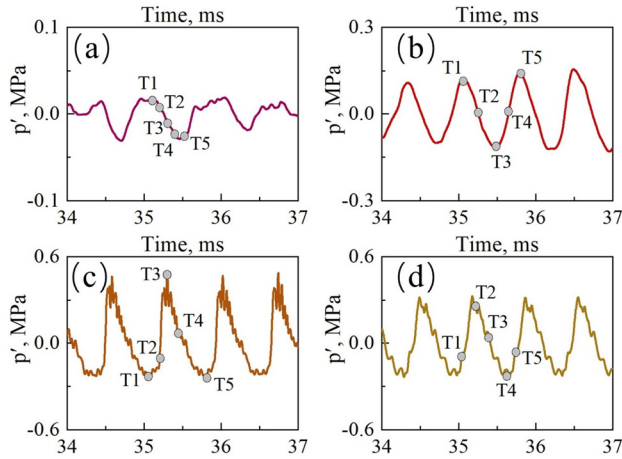 Time, ms
Time, ms
0.1
0.0
-0.1
p′, MPa
(a)
T1
T2
T3
T4
T5
34
35
36
37
0.3
0.0
-0.3
p′, MPa
(b)
T1
T2
T3
T4
T5
34
35
36
37
Time, ms
Time, ms
0.6
0.0
-0.6
p′, MPa
(c)
T3
T4
T2
T1
T5
34
35
36
37
0.6
0.0
-0.6
p′, MPa
(d)
T2
T3
T1
T5
T4
34
35
36
37